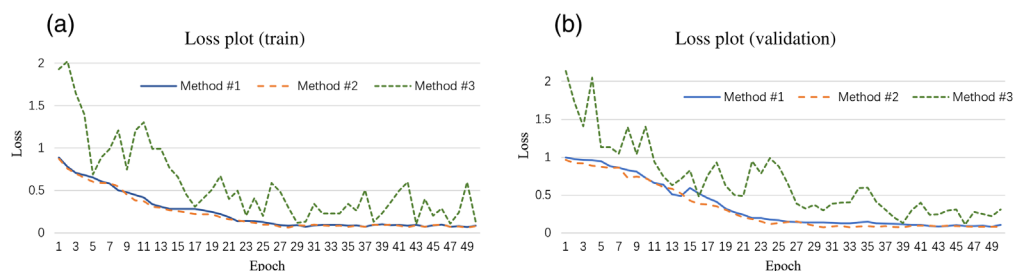 (a)
Loss plot (train)
Method #1 Method #2 Method #3
Loss
2
1.5
1
0.5
0
1 3 5 7 9 11 13 15 17 19 21 23 25 27 29 31 33 35 37 39 41 43 45 47 49
Epoch
(b)
Loss plot (validation)
Method #1 Method #2 Method #3
Loss
2
1.5
1
0.5
0
1 3 5 7 9 11 13 15 17 19 21 23 25 27 29 31 33 35 37 39 41 43 45 47 49
Epoch